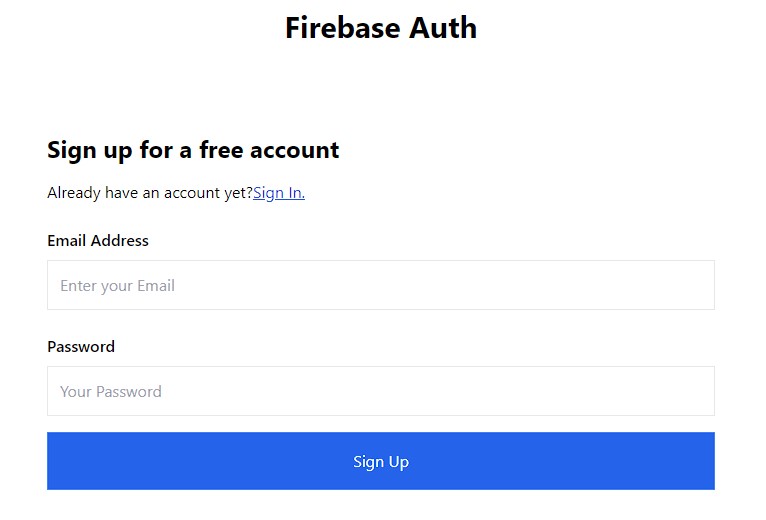 Firebase Auth
Sign up for a free account
Already have an account yet?Sign In.
Email Address
Enter your Email
Password
Your Password
Sign Up